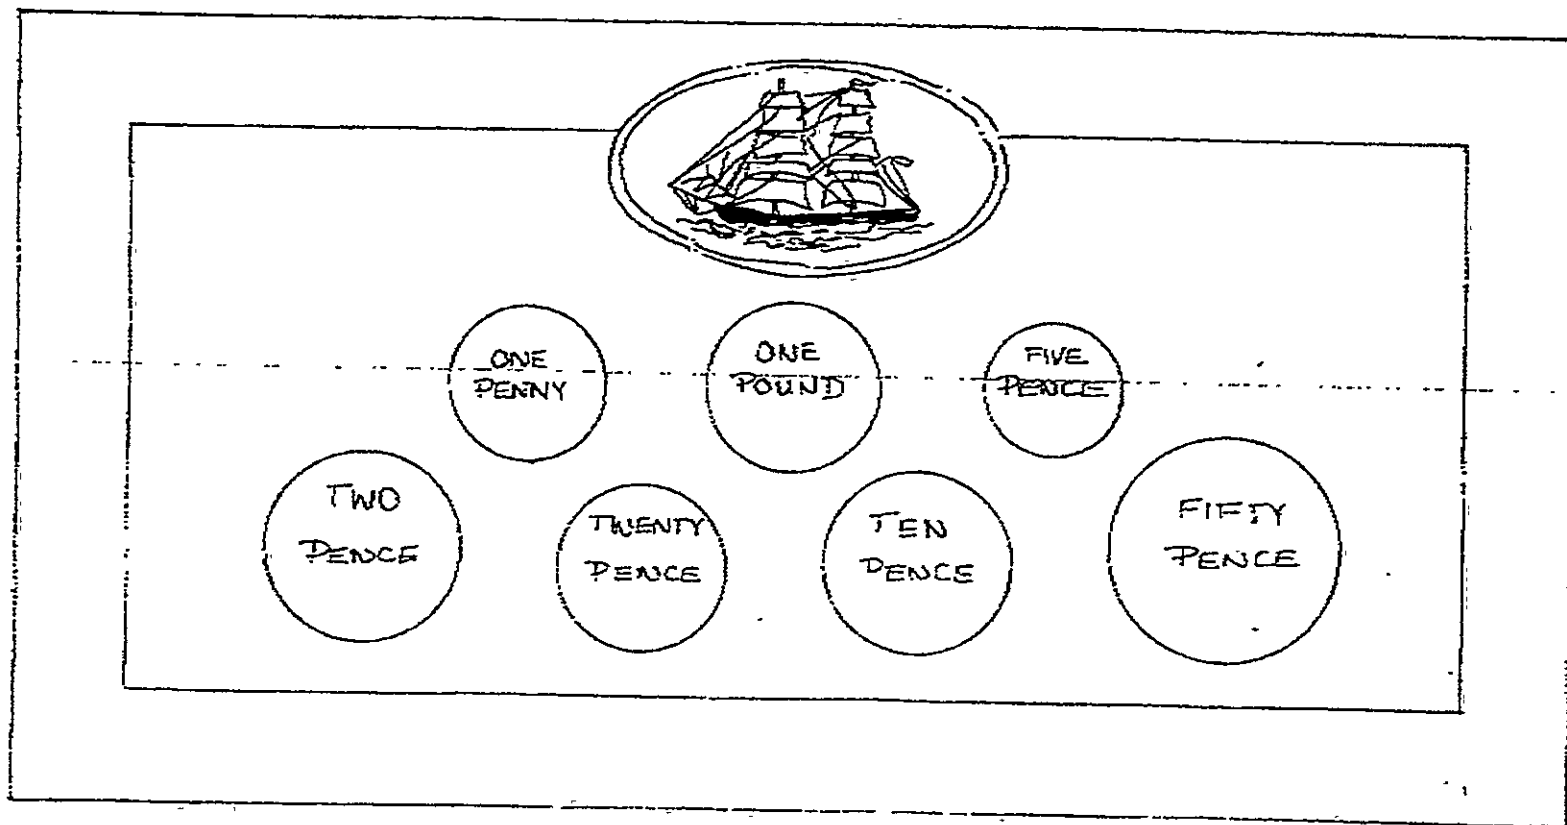 ONE
PENNY
ONE
POUND
FIVE
PENCE
TWO
PENCE
TWENTY
PENCE
TEN
PENCE
FIFTY
PENCE